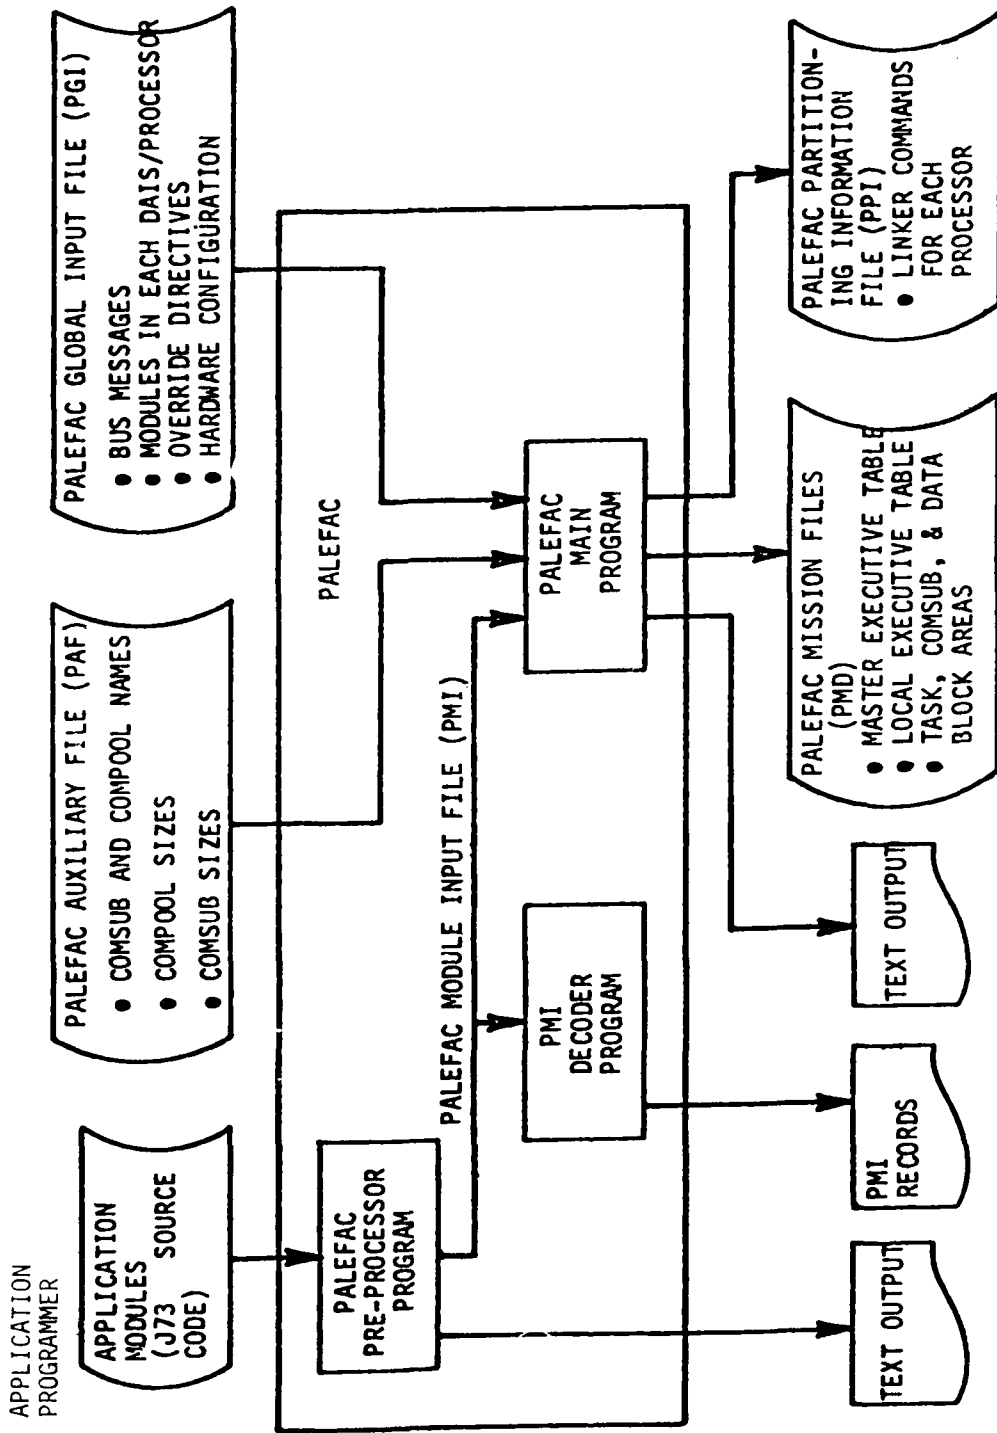 APPLICATION
PROGRAMMER
APPLICATION
MODULES
(J73 SOURCE
CODE)
PALEFAC AUXILIARY FILE (PAF)
● COMSUB AND COMPOOL NAMES
● COMPOOL SIZES
● COMSUB SIZES
PALEFAC GLOBAL INPUT FILE (PGI)
● BUS MESSAGES
● MODULES IN EACH DAIS/PROCESSOR
● OVERRIDE DIRECTIVES
● HARDWARE CONFIGURATION
PALEFAC
PALEFAC
PRE-PROCESSOR
PROGRAM
PALEFAC MODULE INPUT FILE (PMI)
PMI
DECODER
PROGRAM
PALEFAC
MAIN
PROGRAM
TEXT OUTPUT
PMI
RECORDS
TEXT OUTPUT
PALEFAC MISSION FILES
(PMD)
● MASTER EXECUTIVE TABLE
● LOCAL EXECUTIVE TABLE
● TASK, COMSUB, & DATA
BLOCK AREAS
PALEFAC PARTITION-
ING INFORMATION
FILE (PPI)
● LINKER COMMANDS
FOR EACH
PROCESSOR